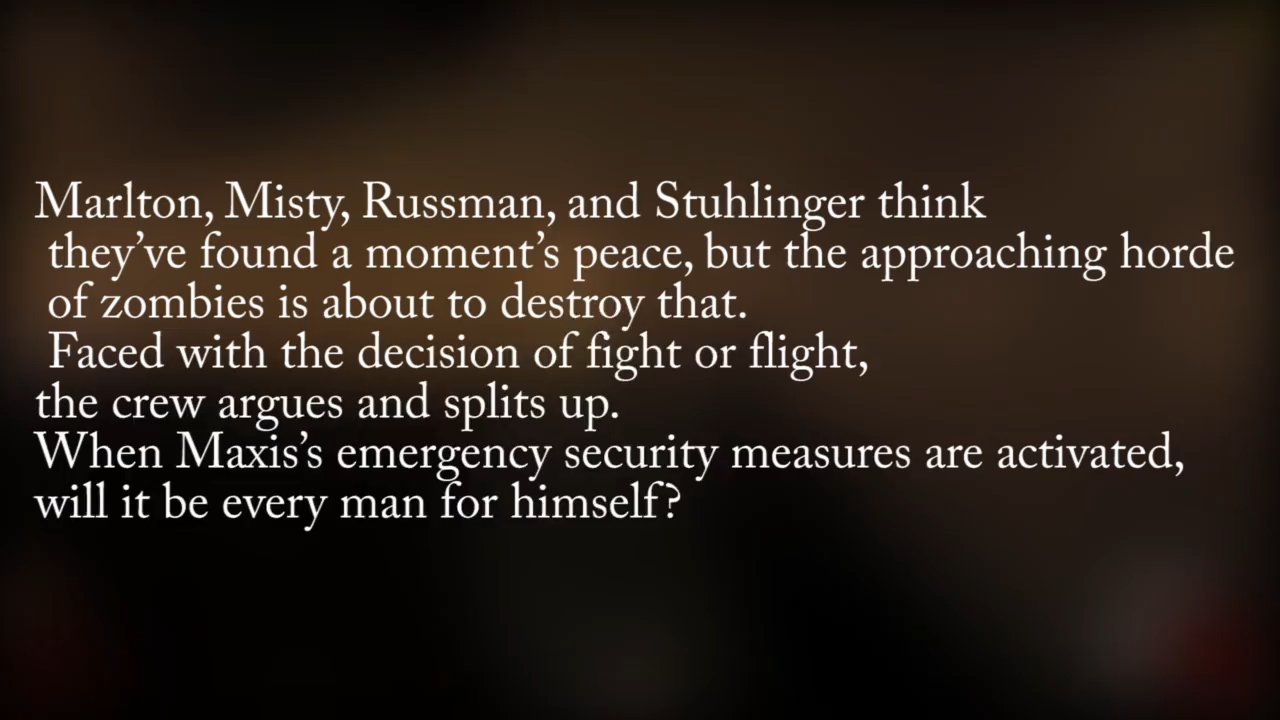 Marlton, Misty, Russman, and Stuhlinger think
they’ve found a moment’s peace, but the approaching horde
of zombies is about to destroy that.
Faced with the decision of fight or flight,
the crew argues and splits up.
When Maxis’s emergency security measures are activated,
will it be every man for himself?